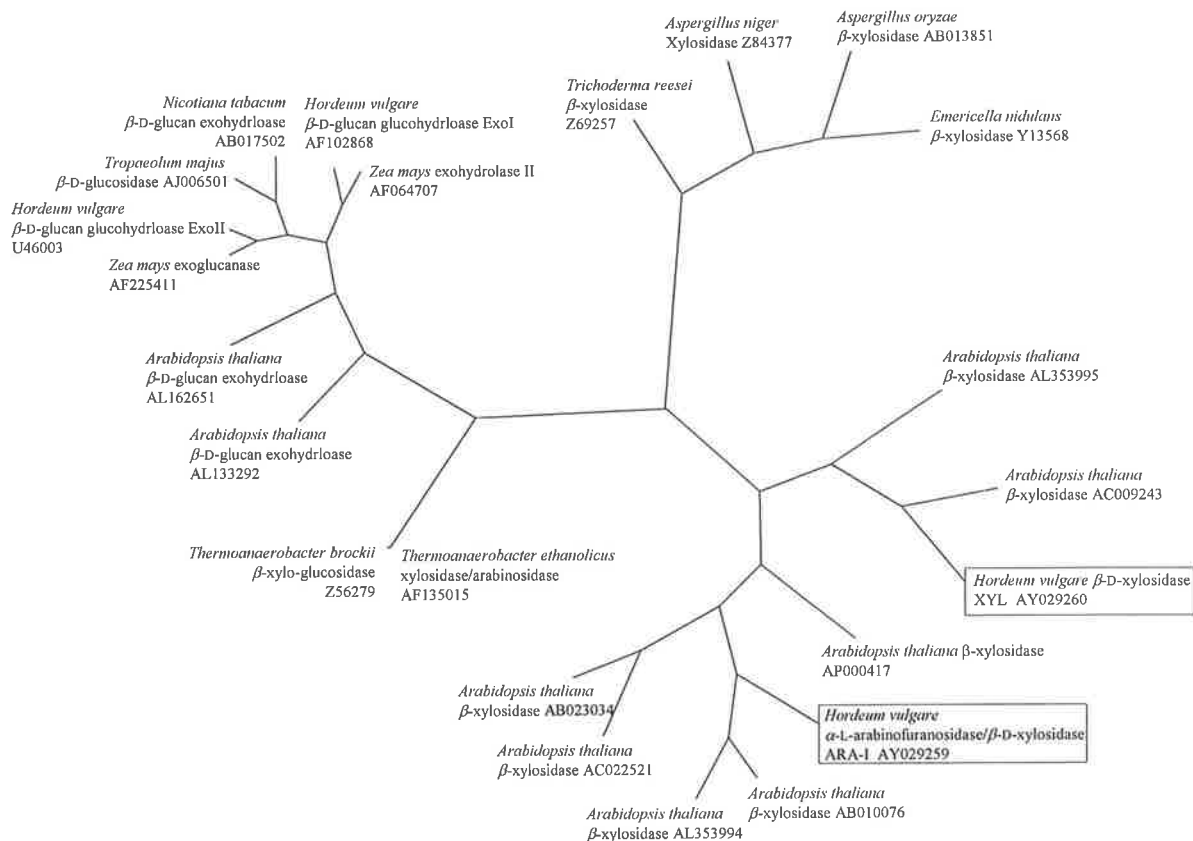 Aspergillus niger
Xylosidase Z84377
Aspergillus oryzae
β-xylosidase AB013851
Trichoderma reesei
β-xylosidase
Z69257
Emericella nidulans
β-xylosidase Y13568
Nicotiana tabacum
β-D-glucan exohydrloase
AB017502
Hordeum vulgare
β-D-glucan glucohydrloase ExoI
AF102868
Tropaeolum majus
β-D-glucosidase AJ006501
Zea mays exohydrolase II
AF064707
Hordeum vulgare
β-D-glucan glucohydrloase ExoII
U46003
Zea mays exoglucanase
AF225411
Arabidopsis thaliana
β-D-glucan exohydrloase
AL162651
Arabidopsis thaliana
β-D-glucan exohydrloase
AL133292
Thermoanaerobacter brockii
β-xylo-glucosidase
Z56279
Thermoanaerobacter ethanolicus
xylosidase/arabinosidase
AF135015
Arabidopsis thaliana
β-xylosidase AL353995
Arabidopsis thaliana
β-xylosidase AC009243
Hordeum vulgare β-D-xylosidase
XYL AY029260
Arabidopsis thaliana β-xylosidase
AP000417
Arabidopsis thaliana
β-xylosidase AB023034
Hordeum vulgare
α-L-arabinofuranosidase/β-D-xylosidase
ARA-I AY029259
Arabidopsis thaliana
β-xylosidase AC022521
Arabidopsis thaliana
β-xylosidase AB010076
Arabidopsis thaliana
β-xylosidase AL353994